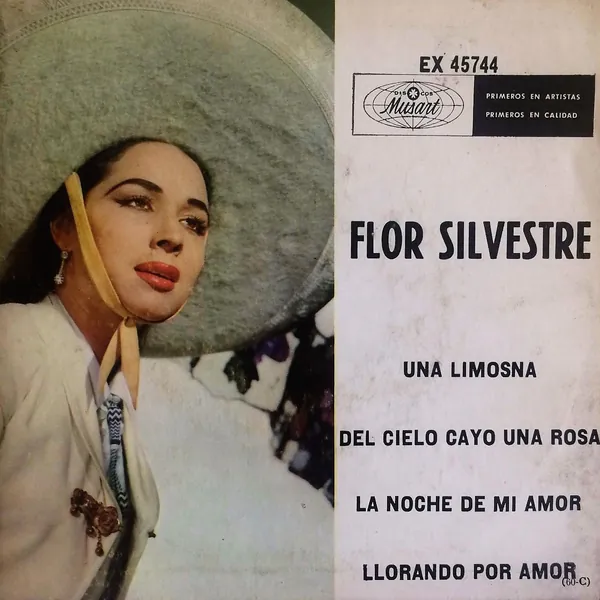 EX 45744
DISCOS
Musart
PRIMEROS EN ARTISTAS
PRIMEROS EN CALIDAD
FLOR SILVESTRE
UNA LIMOSNA
DEL CIELO CAYO UNA ROSA
LA NOCHE DE MI AMOR
LLORANDO POR AMOR
(60-C)